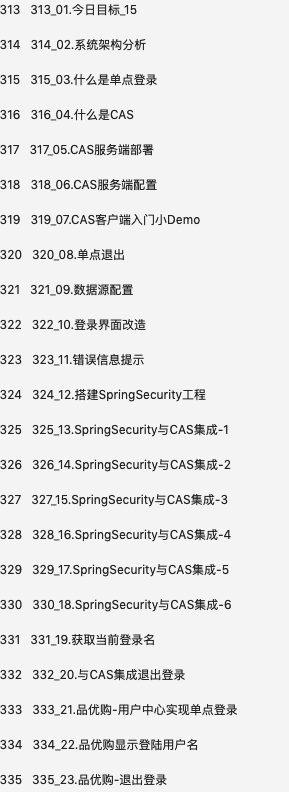 313 313_01.今日目标_15
314 314_02.系统架构分析
315 315_03.什么是单点登录
316 316_04.什么是CAS
317 317_05.CAS服务端部署
318 318_06.CAS服务端配置
319 319_07.CAS客户端入门小Demo
320 320_08.单点退出
321 321_09.数据源配置
322 322_10.登录界面改造
323 323_11.错误信息提示
324 324_12.搭建SpringSecurity工程
325 325_13.SpringSecurity与CAS集成-1
326 326_14.SpringSecurity与CAS集成-2
327 327_15.SpringSecurity与CAS集成-3
328 328_16.SpringSecurity与CAS集成-4
329 329_17.SpringSecurity与CAS集成-5
330 330_18.SpringSecurity与CAS集成-6
331 331_19.获取当前登录名
332 332_20.与CAS集成退出登录
333 333_21.品优购-用户中心实现单点登录
334 334_22.品优购显示登陆用户名
335 335_23.品优购-退出登录